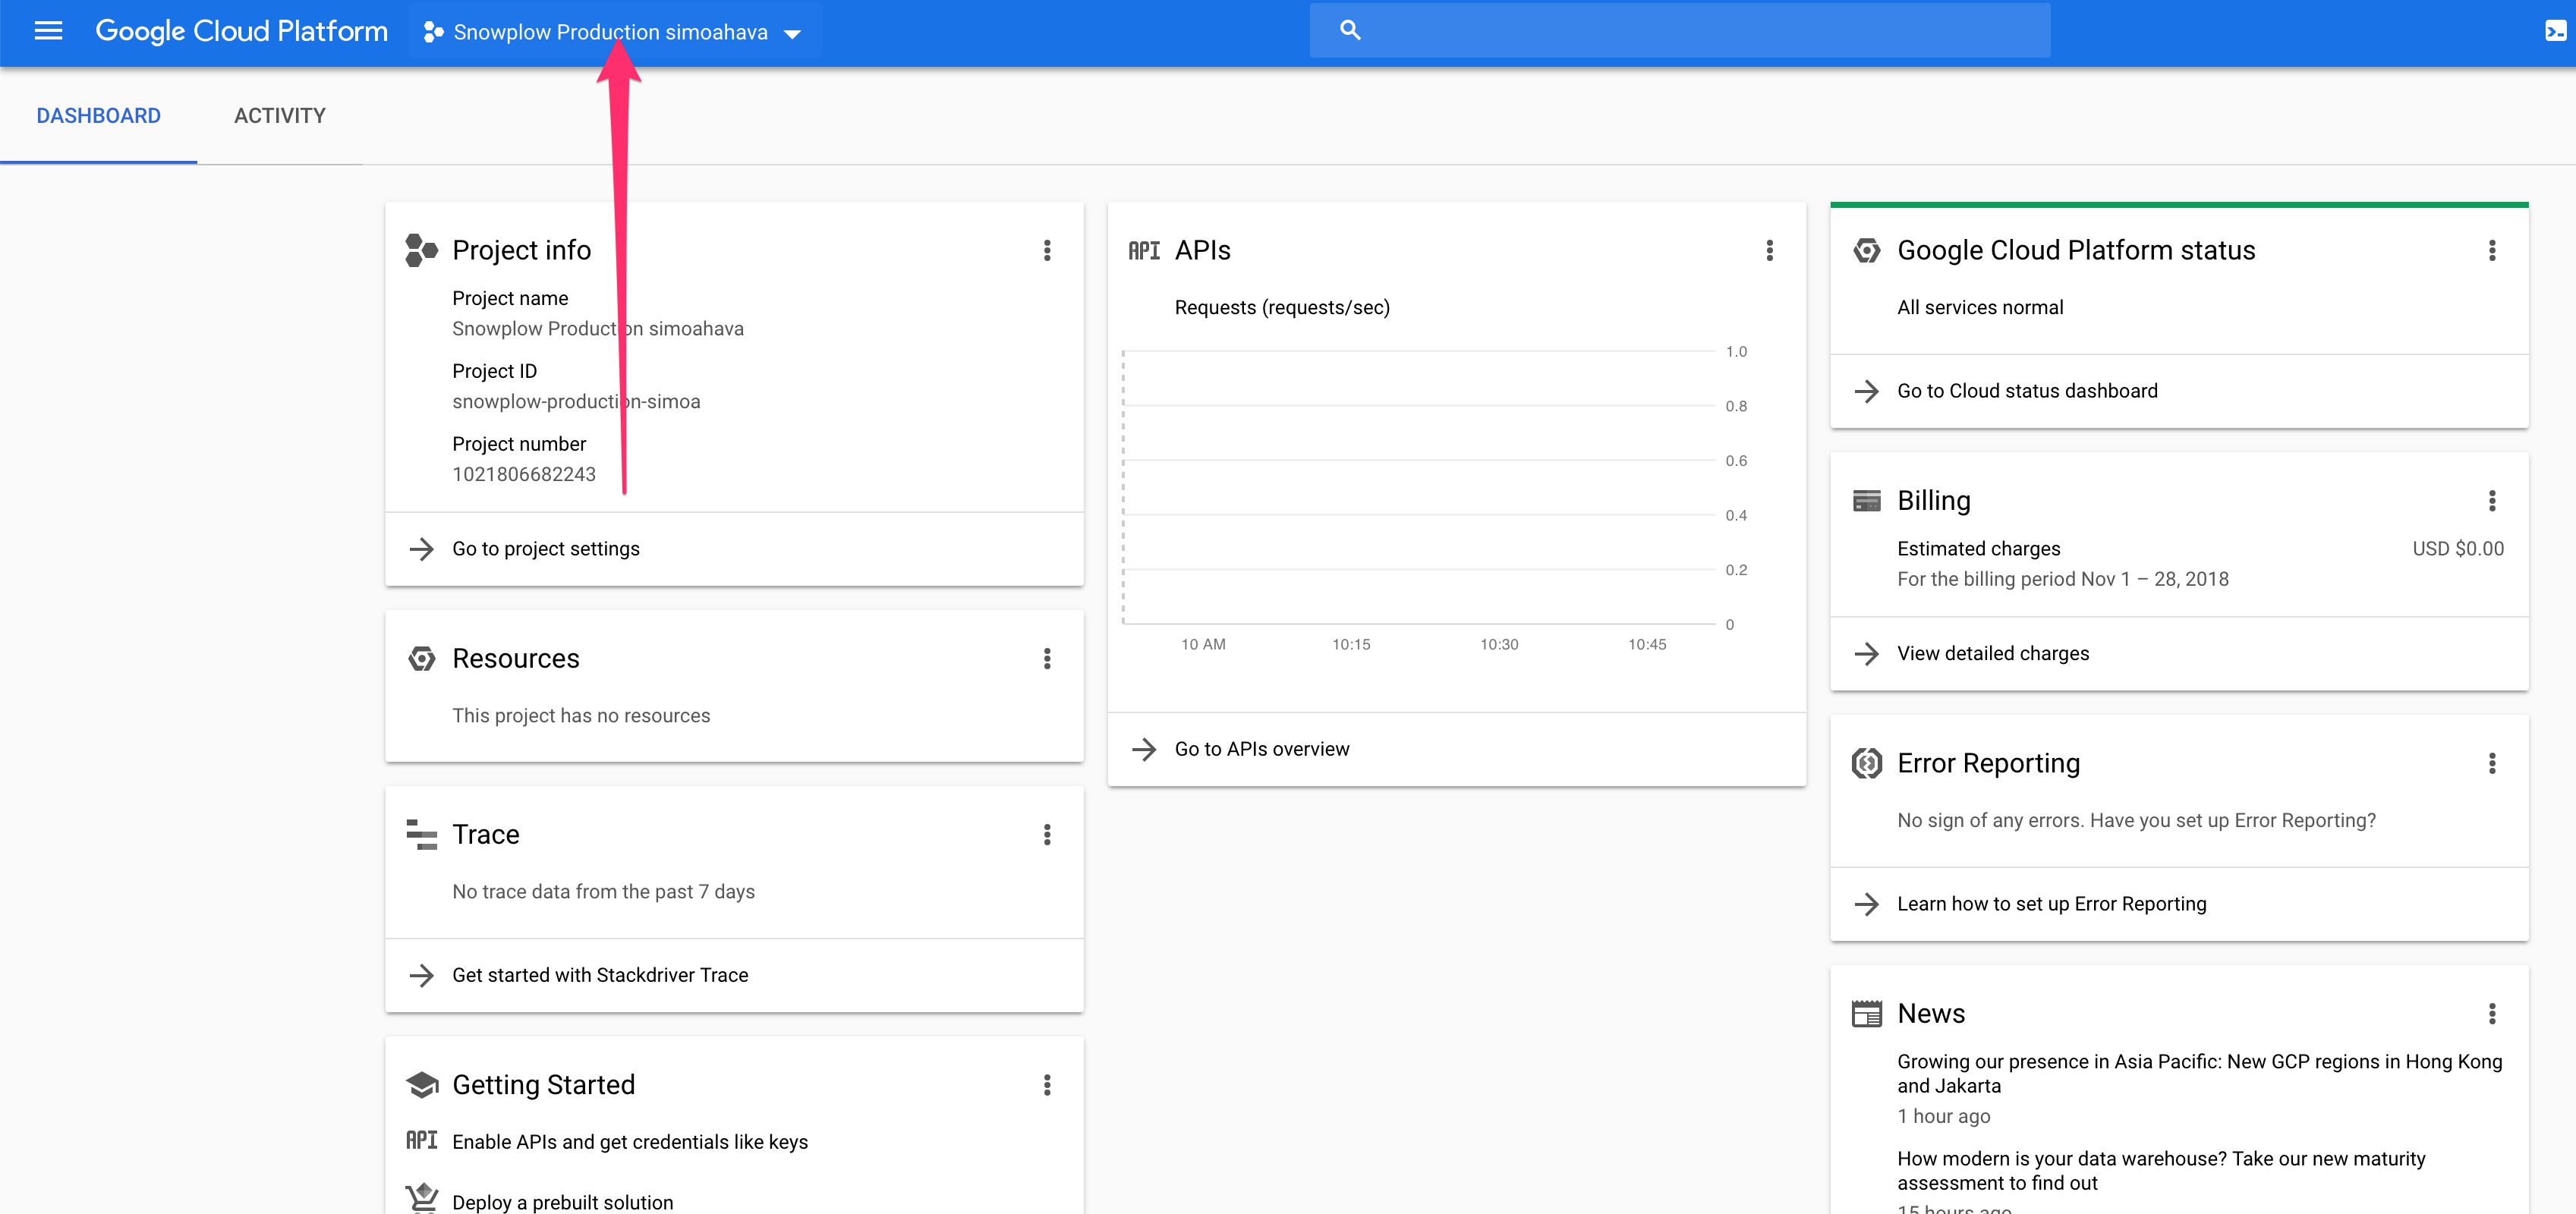 Google Cloud Platform
Snowplow Production simoahava
DASHBOARD
ACTIVITY
Project info
Project name
Snowplow Production simoahava
Project ID
snowplow-production-simoa
Project number
1021806682243
Go to project settings
Resources
This project has no resources
Trace
No trace data from the past 7 days
Get started with Stackdriver Trace
Getting Started
API
Enable APIs and get credentials like keys
Deploy a prebuilt solution
API
APIs
Requests (requests/sec)
1.0
0.8
0.6
0.4
0.2
0
10 AM
10:15
10:30
10:45
Go to APIs overview
Google Cloud Platform status
All services normal
Go to Cloud status dashboard
Billing
Estimated charges
USD $0.00
For the billing period Nov 1 – 28, 2018
View detailed charges
Error Reporting
No sign of any errors. Have you set up Error Reporting?
Learn how to set up Error Reporting
News
Growing our presence in Asia Pacific: New GCP regions in Hong Kong
and Jakarta
1 hour ago
How modern is your data warehouse? Take our new maturity
assessment to find out
15 hours ago